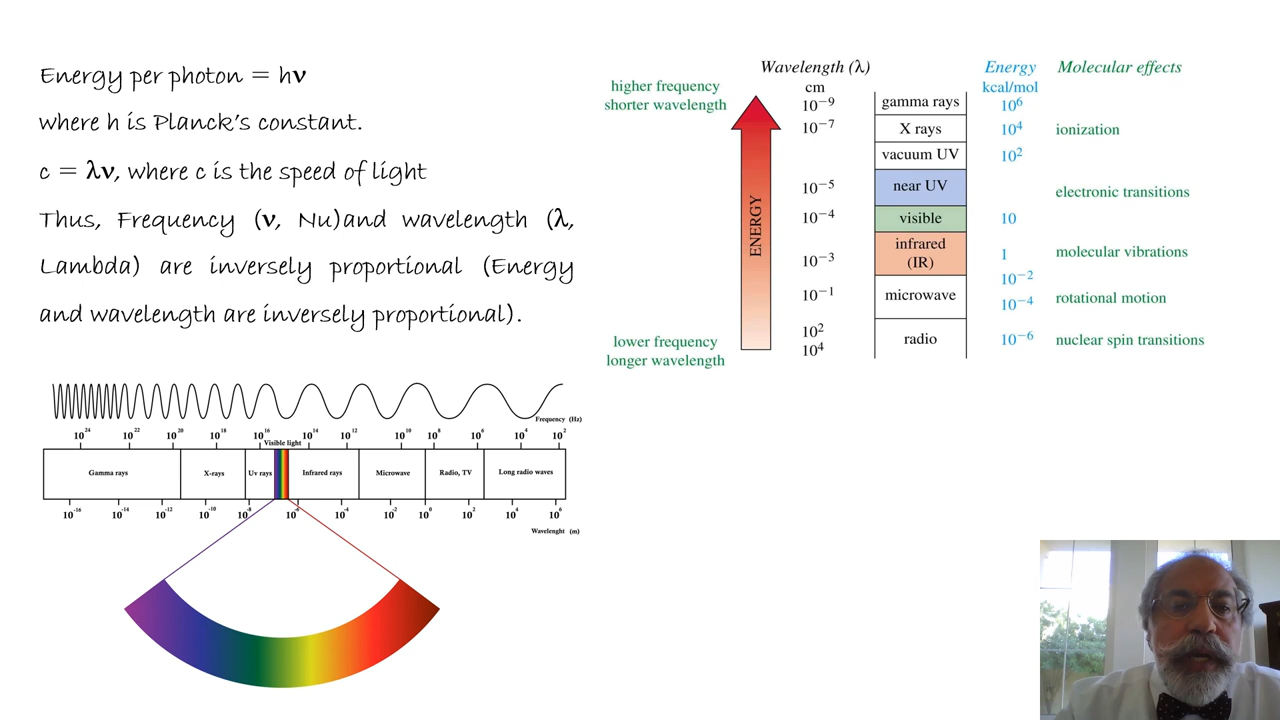 Energy per photon = hν
where h is Planck's constant.
c = λν, where c is the speed of light
Thus, Frequency (ν, Nu)and wavelength (λ,
Lambda) are inversely proportional (Energy
and wavelength are inversely proportional).
Frequency (Hz)
10²⁴ 10²² 10²⁰ 10¹⁸ 10¹⁶ 10¹⁴ 10¹² 10¹⁰ 10⁸ 10⁶ 10⁴ 10²
Visible light
Gamma rays X-rays Uv rays Infrared rays Microwave Radio, TV Long radio waves
10⁻¹⁶ 10⁻¹⁴ 10⁻¹² 10⁻¹⁰ 10⁻⁸ 10⁻⁶ 10⁻⁴ 10⁻² 10⁰ 10² 10⁴ 10⁶
Wavelenght (m)
Wavelength (λ) Energy Molecular effects
cm kcal/mol
higher frequency
shorter wavelength
10⁻⁹ gamma rays 10⁶
10⁻⁷ X rays 10⁴ ionization
vacuum UV 10²
10⁻⁵ near UV electronic transitions
10⁻⁴ visible 10
ENERGY
infrared
(IR)
10⁻³ 1 molecular vibrations
10⁻²
10⁻¹ microwave 10⁻⁴ rotational motion
10² radio 10⁻⁶ nuclear spin transitions
10⁴
lower frequency
longer wavelength